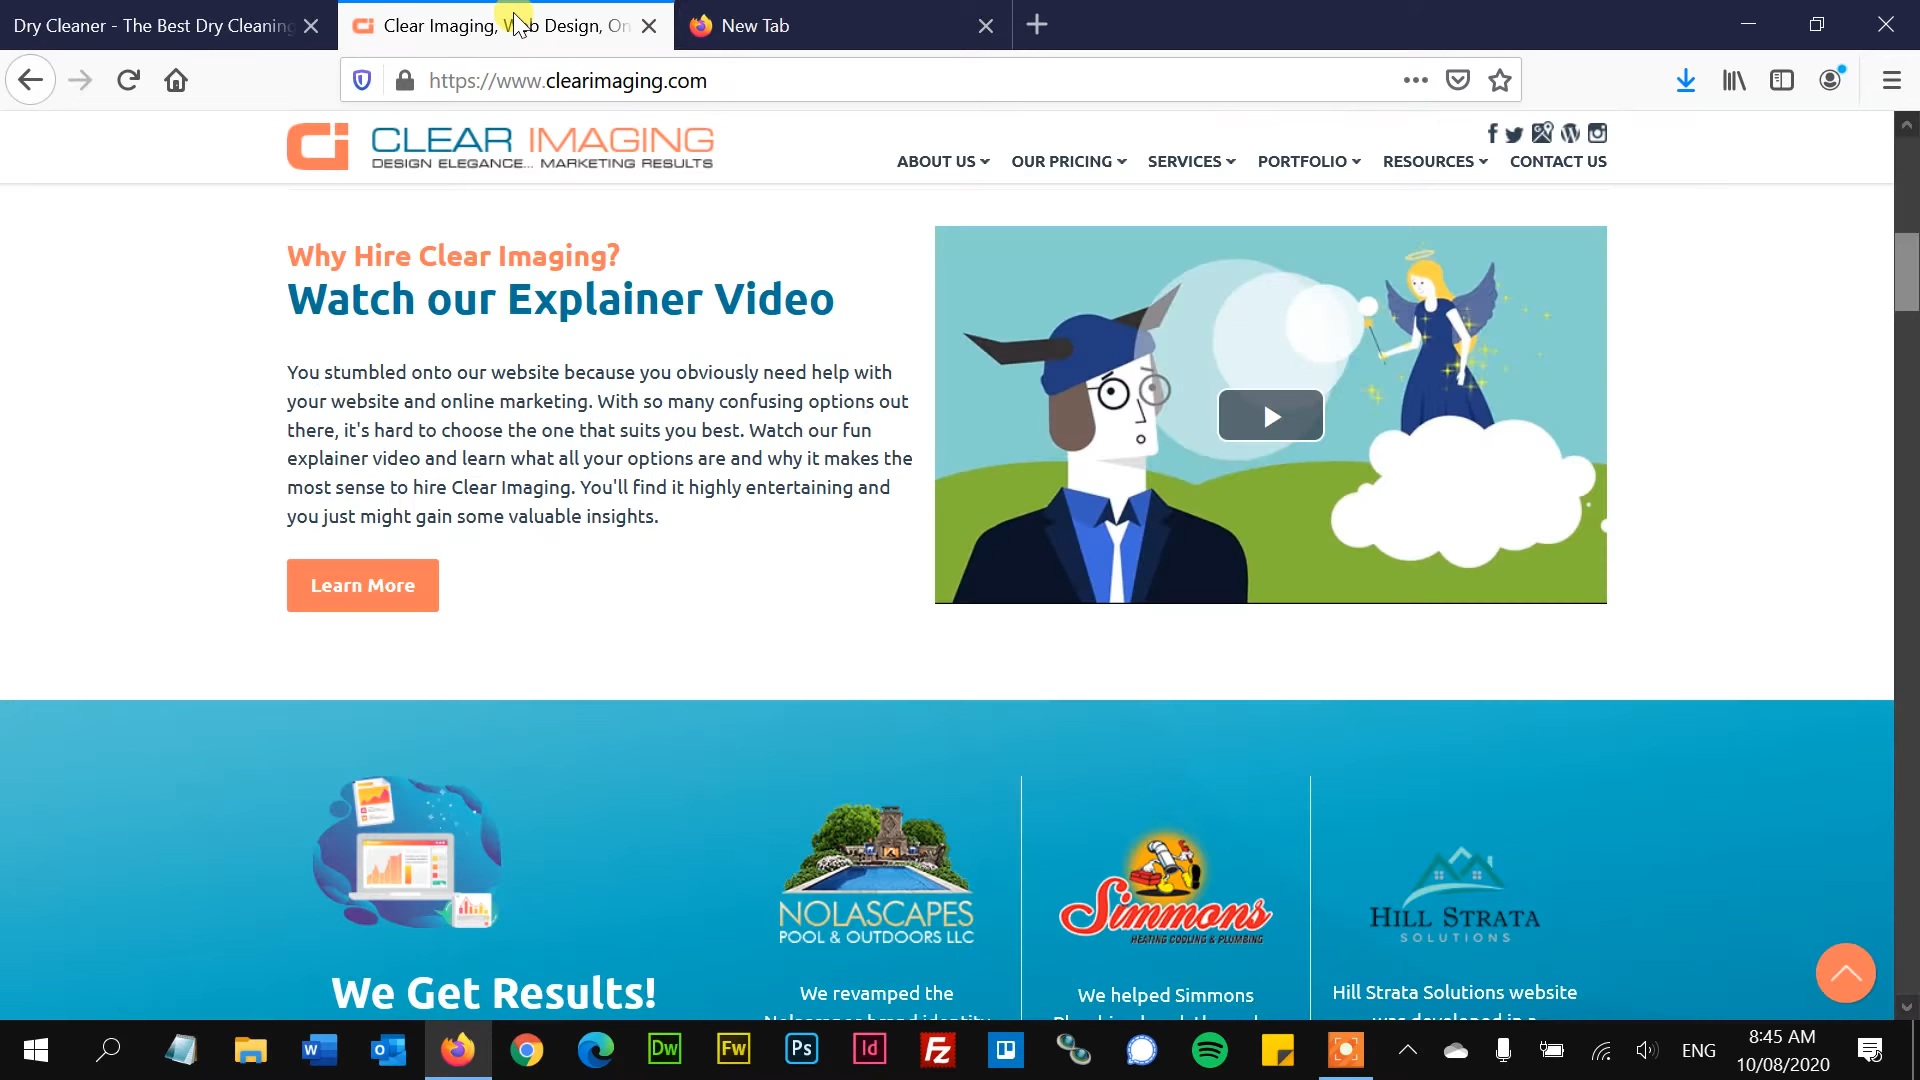 Dry Cleaner - The Best Dry Cleaning
Clear Imaging, Web Design, On
New Tab
https://www.clearimaging.com
Ci CLEAR IMAGING
DESIGN ELEGANCE... MARKETING RESULTS
ABOUT US OUR PRICING SERVICES PORTFOLIO RESOURCES CONTACT US
Why Hire Clear Imaging?
Watch our Explainer Video
You stumbled onto our website because you obviously need help with
your website and online marketing. With so many confusing options out
there, it's hard to choose the one that suits you best. Watch our fun
explainer video and learn what all your options are and why it makes the
most sense to hire Clear Imaging. You'll find it highly entertaining and
you just might gain some valuable insights.
Learn More
We Get Results!
NOLASCAPES
POOL & OUTDOORS LLC
We revamped the
Simmons
HEATING COOLING & PLUMBING
We helped Simmons
HILL STRATA
SOLUTIONS
Hill Strata Solutions website
Dw Fw Ps Id Fz
ENG
8:45 AM
10/08/2020